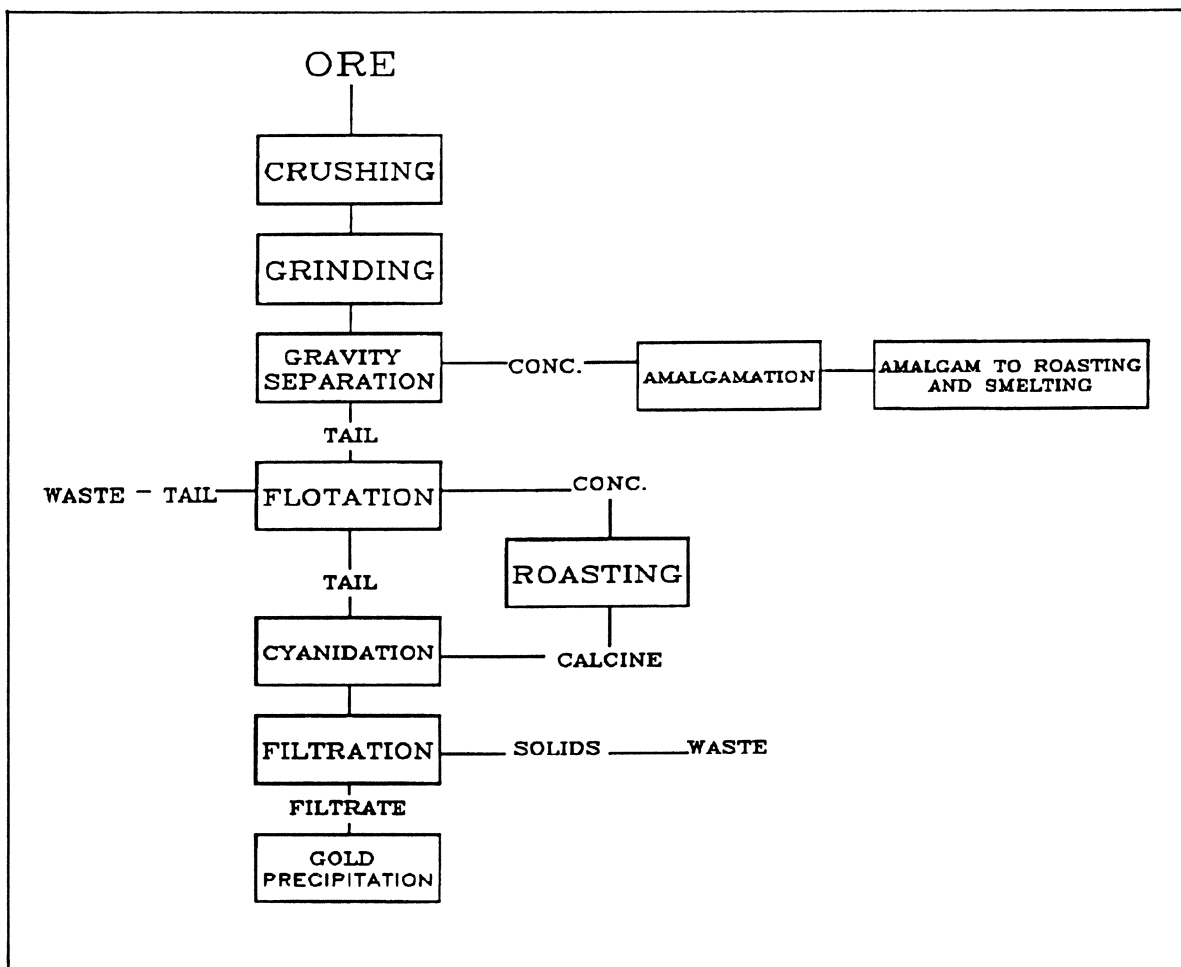 ORE
CRUSHING
GRINDING
GRAVITY
SEPARATION
CONC.
AMALGAMATION
AMALGAM TO ROASTING
AND SMELTING
TAIL
WASTE - TAIL
FLOTATION
CONC.
ROASTING
TAIL
CYANIDATION
CALCINE
FILTRATION
SOLIDS
WASTE
FILTRATE
GOLD
PRECIPITATION